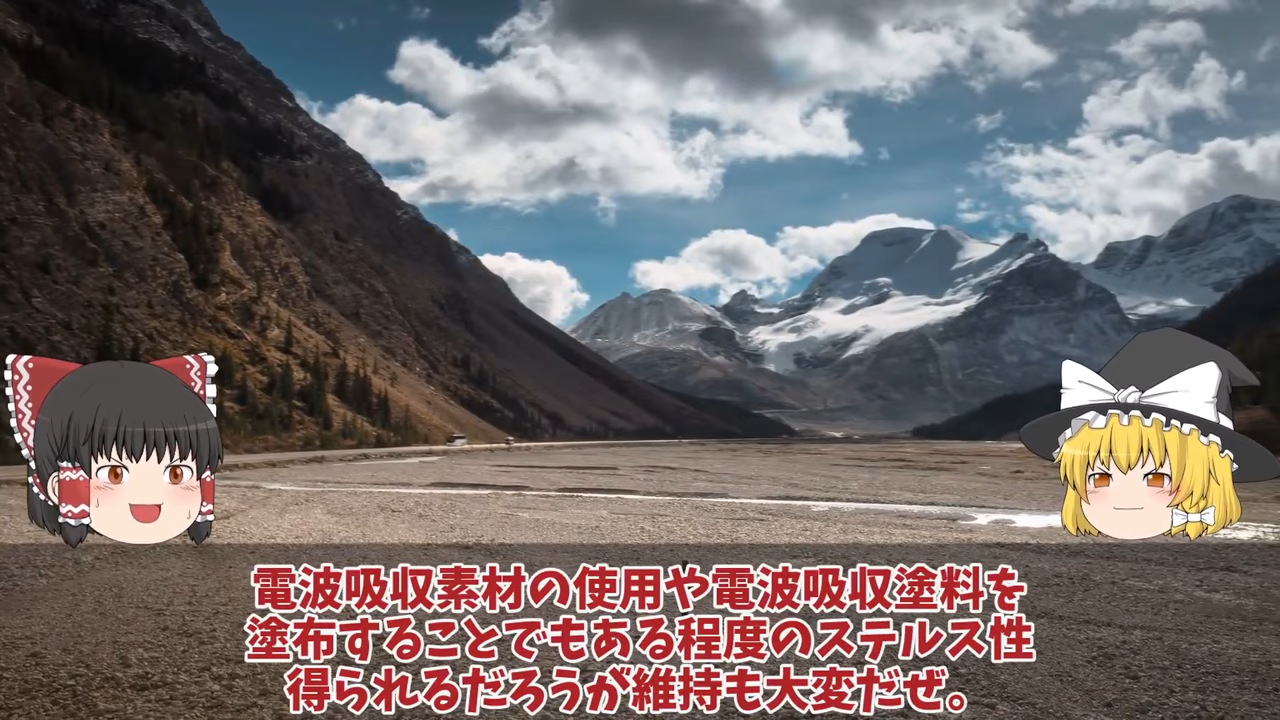 電波吸収素材の使用や電波吸収塗料を
塗布することでもある程度のステルス性
得られるだろうが維持も大変だぜ。